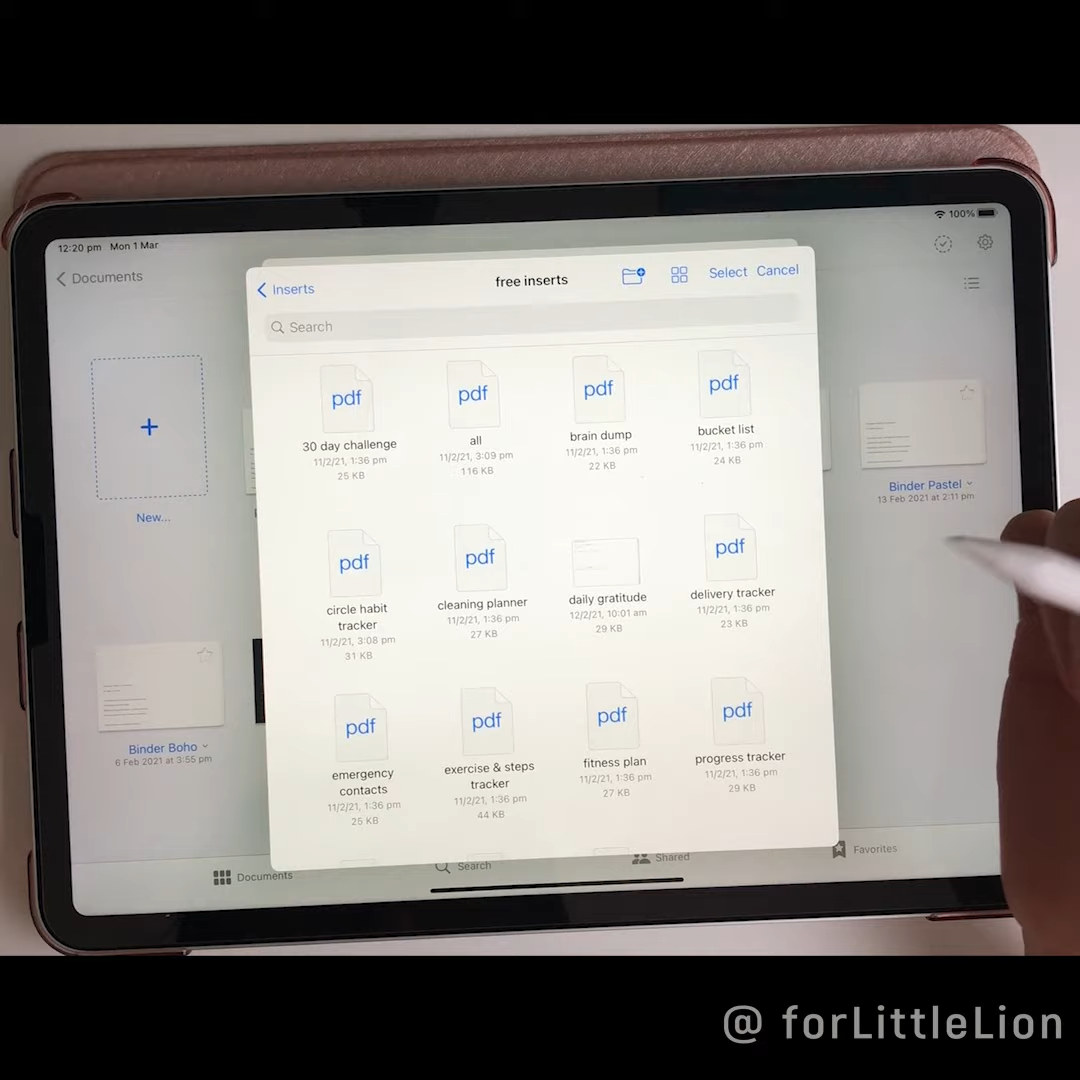 12:20 pm Mon 1 Mar
100%
Documents
Inserts
free inserts
Select Cancel
Search
pdf
30 day challenge
11/2/21, 1:36 pm
25 KB
pdf
all
11/2/21, 3:09 pm
116 KB
pdf
brain dump
11/2/21, 1:36 pm
22 KB
pdf
bucket list
11/2/21, 1:36 pm
24 KB
+
New...
Binder Pastel
13 Feb 2021 at 2:11 pm
pdf
circle habit
tracker
11/2/21, 3:08 pm
31 KB
pdf
cleaning planner
11/2/21, 1:36 pm
27 KB
daily gratitude
12/2/21, 10:01 am
29 KB
pdf
delivery tracker
11/2/21, 1:36 pm
23 KB
Binder Boho
6 Feb 2021 at 3:55 pm
pdf
emergency
contacts
11/2/21, 1:36 pm
25 KB
pdf
exercise & steps
tracker
11/2/21, 1:36 pm
44 KB
pdf
fitness plan
11/2/21, 1:36 pm
27 KB
pdf
progress tracker
11/2/21, 1:36 pm
29 KB
Documents
Search
Shared
Favorites
@ forLittleLion